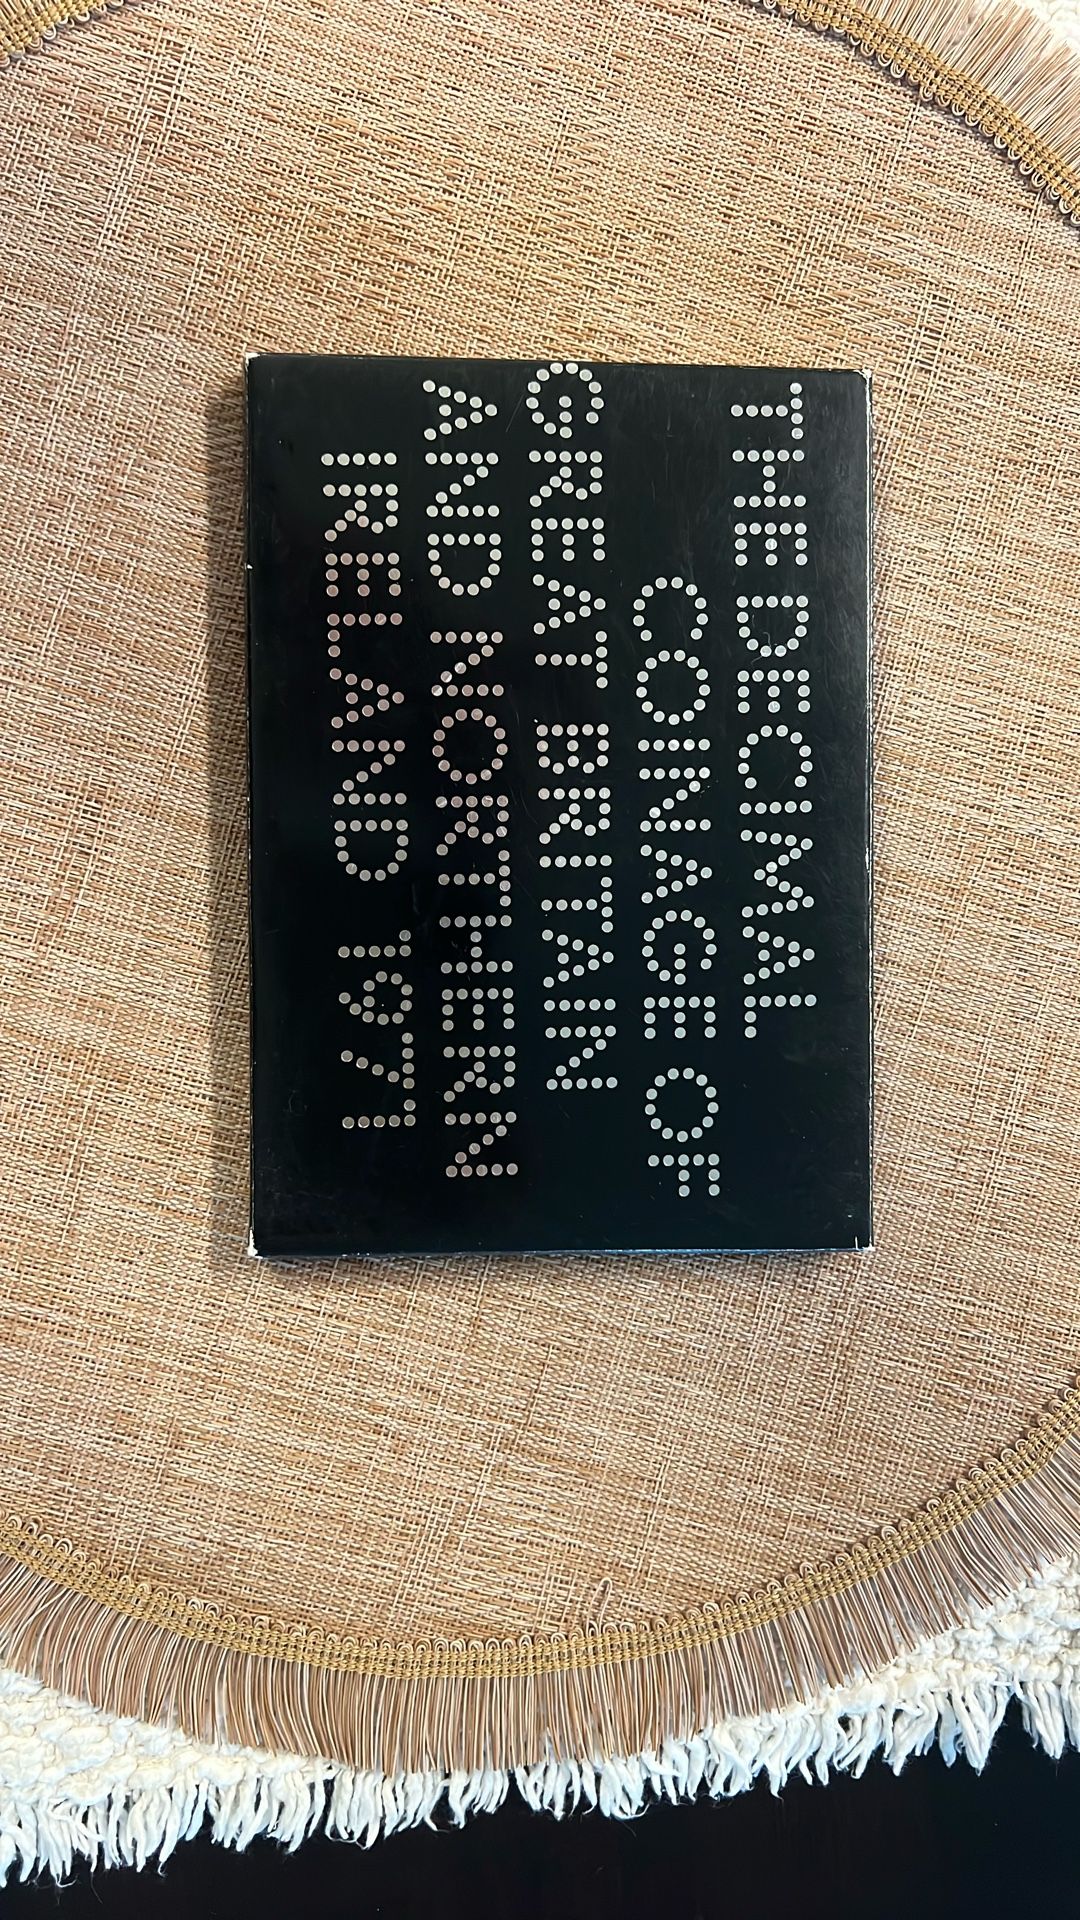 THE DECIMAL
COINAGE OF
GREAT BRITAIN
AND NORTHERN
IRELAND 1971